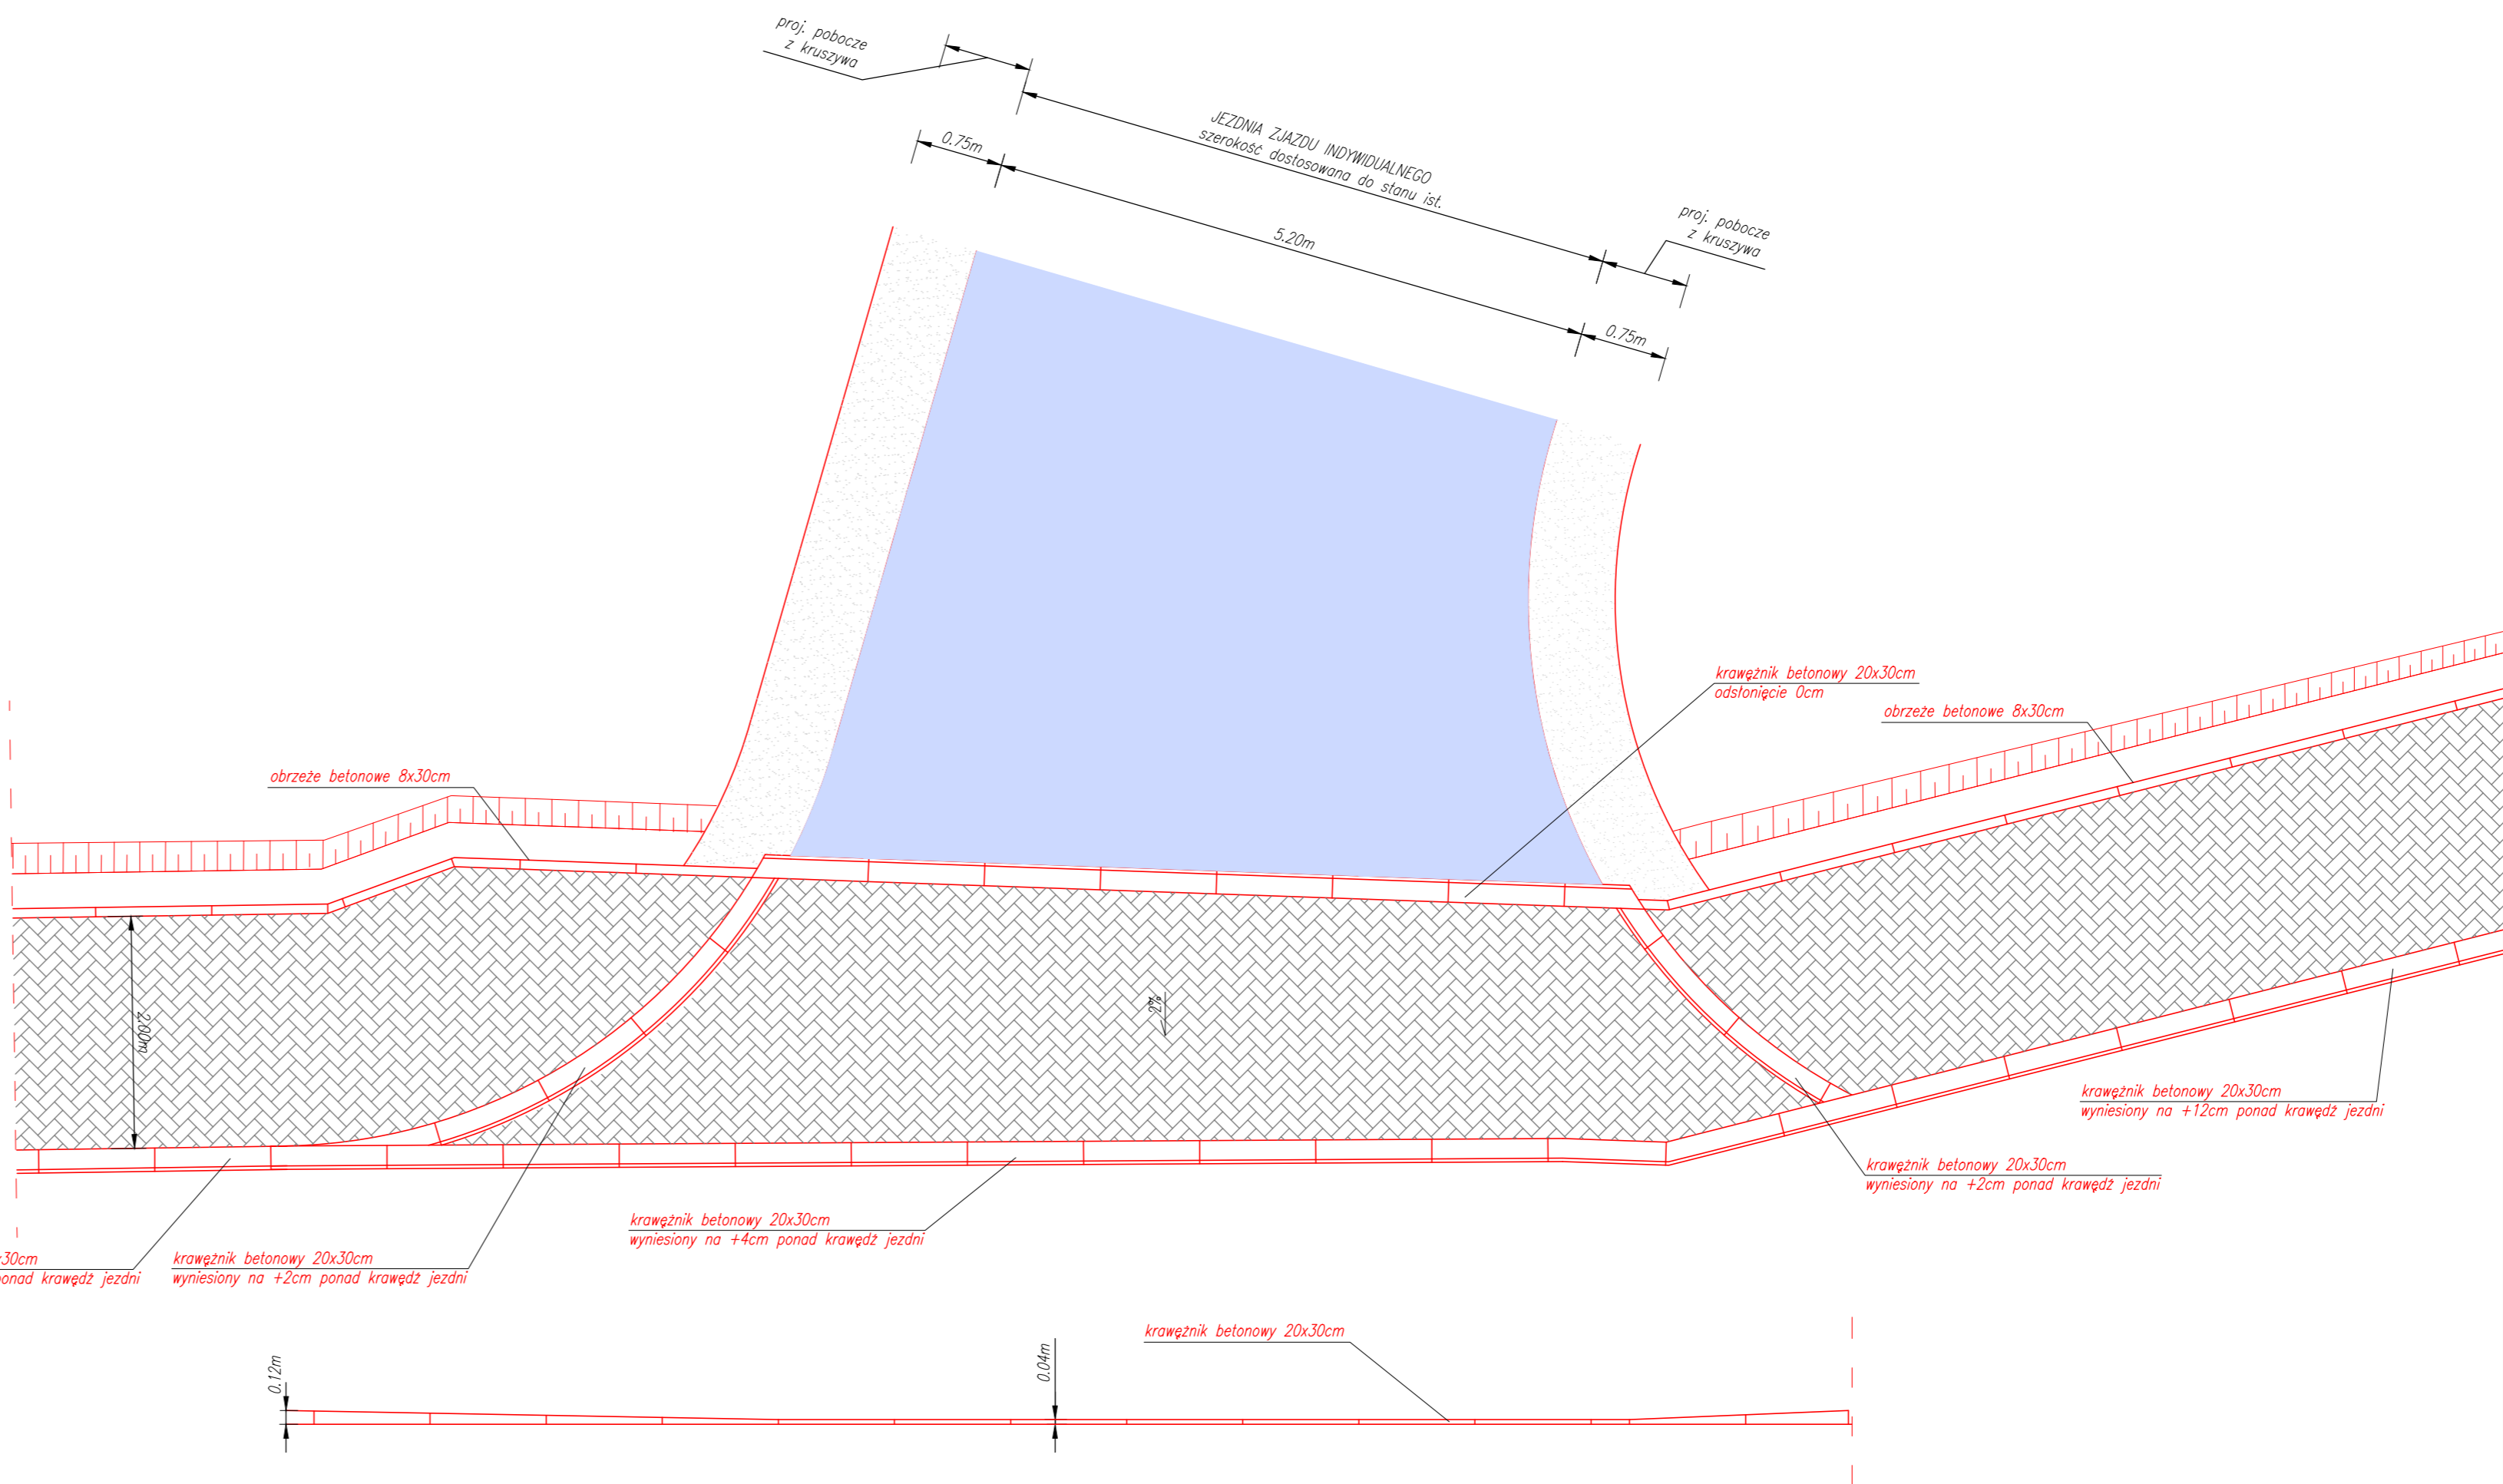 proj. pobocze
z kruszywa
JEZDNIA ZJAZDU INDYWIDUALNEGO
szerokość dostosowana do stanu ist.
0.75m
5.20m
proj. pobocze
z kruszywa
0.75m
krawężnik betonowy 20x30cm
odsłonięcie 0cm
obrzeże betonowe 8x30cm
obrzeże betonowe 8x30cm
2.00m
2%
krawężnik betonowy 20x30cm
wyniesiony na +12cm ponad krawędź jezdni
krawężnik betonowy 20x30cm
wyniesiony na +2cm ponad krawędź jezdni
krawężnik betonowy 20x30cm
wyniesiony na +4cm ponad krawędź jezdni
x30cm
ponad krawędź jezdni
krawężnik betonowy 20x30cm
wyniesiony na +2cm ponad krawędź jezdni
krawężnik betonowy 20x30cm
0.12m
0.04m